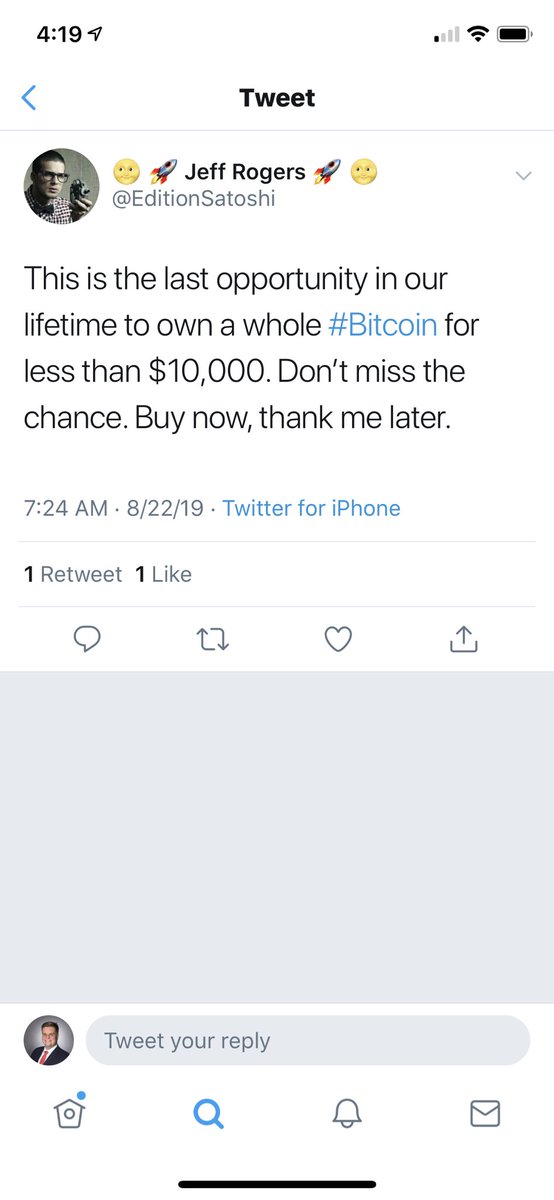 4:19
Tweet
🌝 🚀 Jeff Rogers 🚀 🌝
@EditionSatoshi
This is the last opportunity in our
lifetime to own a whole #Bitcoin for
less than $10,000. Don’t miss the
chance. Buy now, thank me later.
7:24 AM · 8/22/19 · Twitter for iPhone
1 Retweet 1 Like
Tweet your reply